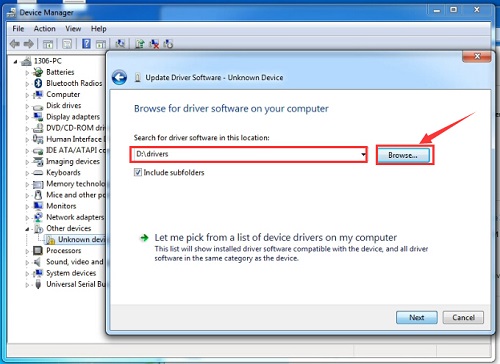 Device Manager
File Action View Help
1306-PC
Batteries
Bluetooth Radios
Computer
Disk drives
Display adapters
DVD/CD-ROM
Human Interface
IDE ATA/ATAPI
Imaging devices
Keyboards
Memory technolo
Mice and other po
Monitors
Network adapters
Other devices
Unknown devi
Processors
Sound, video and
System devices
Universal Serial Bu
Update Driver Software - Unknown Device
Browse for driver software on your computer
Search for driver software in this location:
D:\drivers
Browse...
Include subfolders
Let me pick from a list of device drivers on my computer
This list will show installed driver software compatible with the device, and all driver
software in the same category as the device.
Next
Cancel